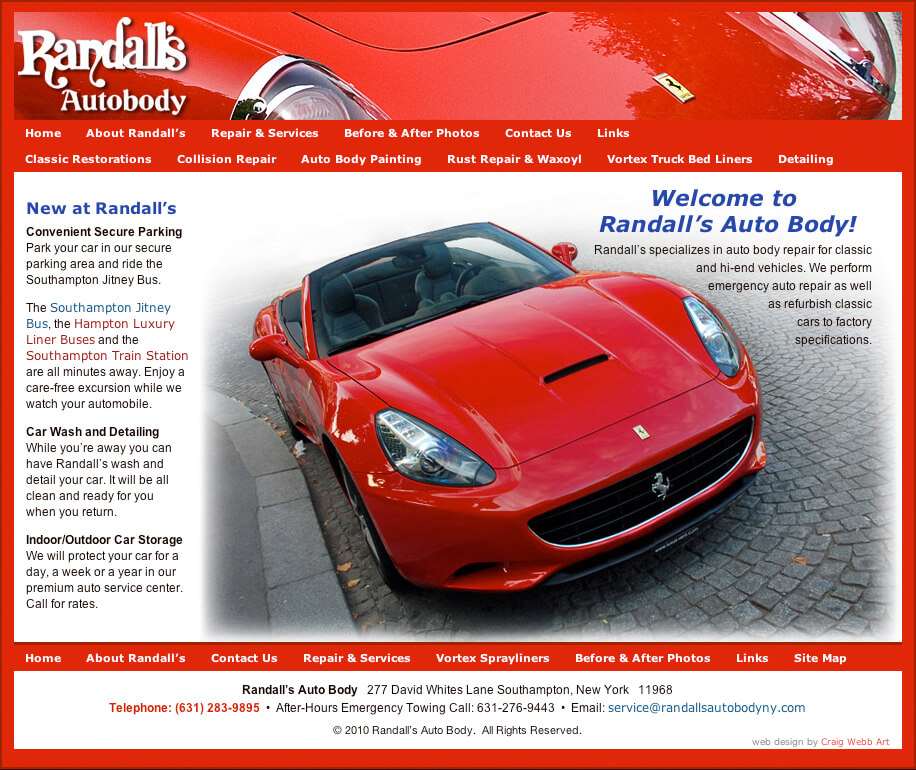 Randall's
Autobody
Home About Randall's Repair & Services Before & After Photos Contact Us Links
Classic Restorations Collision Repair Auto Body Painting Rust Repair & Waxoyl Vortex Truck Bed Liners Detailing
New at Randall's
Convenient Secure Parking
Park your car in our secure
parking area and ride the
Southampton Jitney Bus.
The Southampton Jitney
Bus, the Hampton Luxury
Liner Buses and the
Southampton Train Station
are all minutes away. Enjoy a
care-free excursion while we
watch your automobile.
Car Wash and Detailing
While you're away you can
have Randall's wash and
detail your car. It will be all
clean and ready for you
when you return.
Indoor/Outdoor Car Storage
We will protect your car for a
day, a week or a year in our
premium auto service center.
Call for rates.
Welcome to
Randall's Auto Body!
Randall's specializes in auto body repair for classic
and hi-end vehicles. We perform
emergency auto repair as well
as refurbish classic
cars to factory
specifications.
Home About Randall's Contact Us Repair & Services Vortex Sprayliners Before & After Photos Links Site Map
Randall's Auto Body 277 David Whites Lane Southampton, New York 11968
Telephone: (631) 283-9895 • After-Hours Emergency Towing Call: 631-276-9443 • Email: service@randallsautobodyny.com
© 2010 Randall's Auto Body. All Rights Reserved.
web design by Craig Webb Art